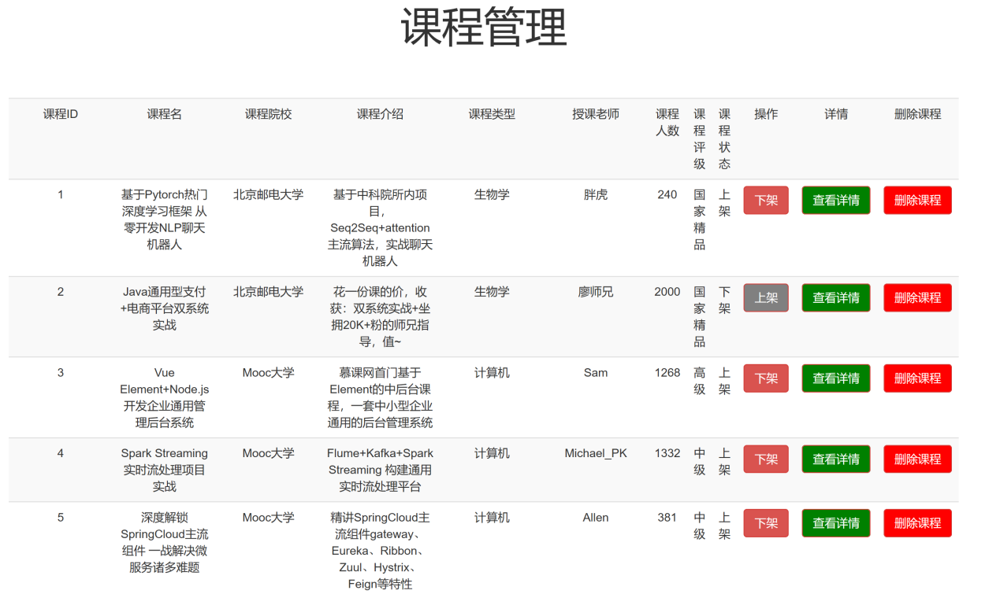 课程管理
课程ID 课程名 课程院校 课程介绍 课程类型 授课老师 课程人数 课程评级 课程状态 操作 详情 删除课程
1 基于Pytorch热门深度学习框架 从零开发NLP聊天机器人 北京邮电大学 基于中科院所内项目，Seq2Seq+attention主流算法，实战聊天机器人 生物学 胖虎 240 国家精品 上架 下架 查看详情 删除课程
2 Java通用型支付+电商平台双系统实战 北京邮电大学 花一份课的价，收获：双系统实战+坐拥20K+粉的师兄指导，值~ 生物学 廖师兄 2000 国家精品 下架 上架 查看详情 删除课程
3 Vue Element+Node.js开发企业通用管理后台系统 Mooc大学 慕课网首门基于Element的中后台课程，一套中小型企业通用的后台管理系统 计算机 Sam 1268 高级 上架 下架 查看详情 删除课程
4 Spark Streaming实时流处理项目实战 Mooc大学 Flume+Kafka+Spark Streaming 构建通用实时流处理平台 计算机 Michael_PK 1332 中级 上架 下架 查看详情 删除课程
5 深度解锁SpringCloud主流组件 一战解决微服务诸多难题 Mooc大学 精讲SpringCloud主流组件gateway、Eureka、Ribbon、Zuul、Hystrix、Feign等特性 计算机 Allen 381 中级 上架 下架 查看详情 删除课程